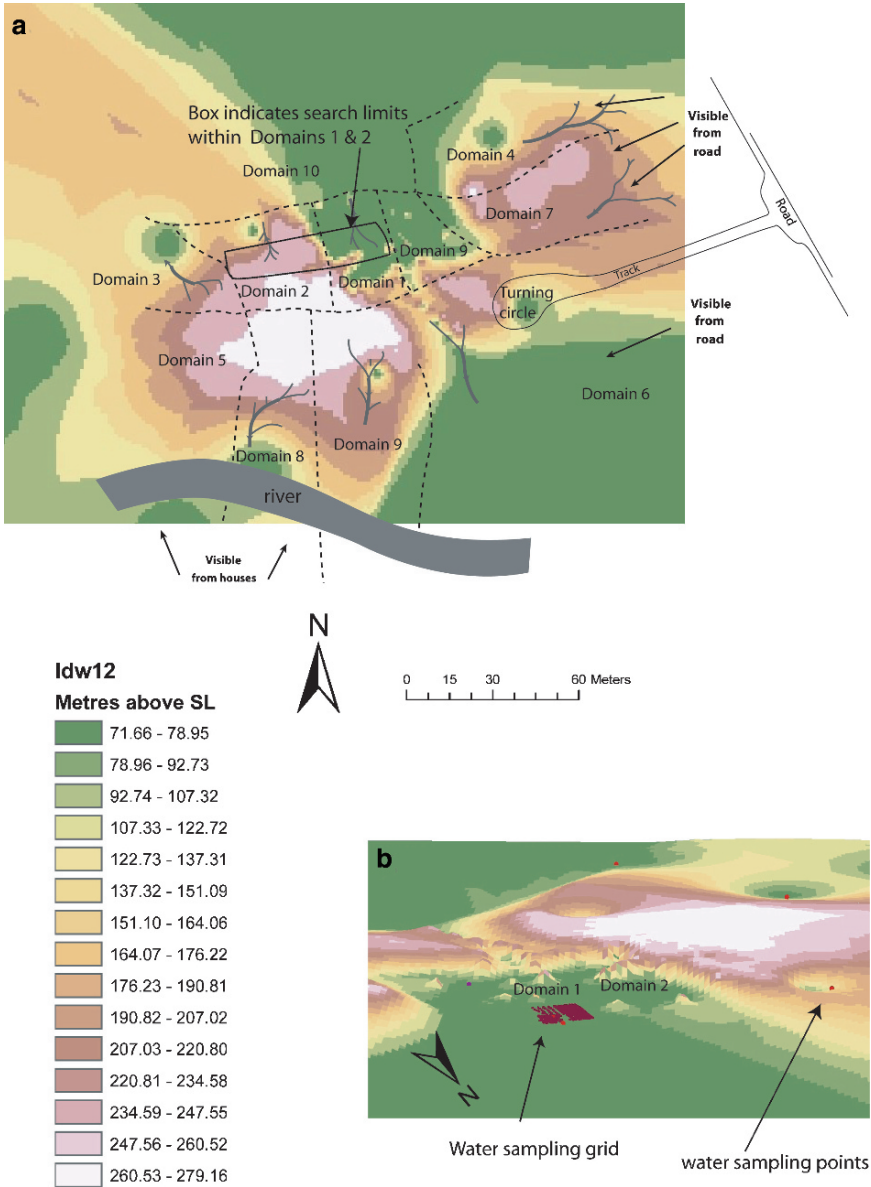 a
Box indicates search limits
within Domains 1 & 2
Domain 10
Domain 4
Visible
from
road
Domain 7
Domain 9
Domain 3
Domain 1
Domain 2
Road
Track
Turning
circle
Visible
from
road
Domain 5
Domain 6
Domain 9
Domain 8
river
Visible
from houses
N
0 15 30 60 Meters
Idw12
Metres above SL
71.66 - 78.95
78.96 - 92.73
92.74 - 107.32
107.33 - 122.72
122.73 - 137.31
137.32 - 151.09
151.10 - 164.06
164.07 - 176.22
176.23 - 190.81
190.82 - 207.02
207.03 - 220.80
220.81 - 234.58
234.59 - 247.55
247.56 - 260.52
260.53 - 279.16
b
Domain 1
Domain 2
N
Water sampling grid
water sampling points